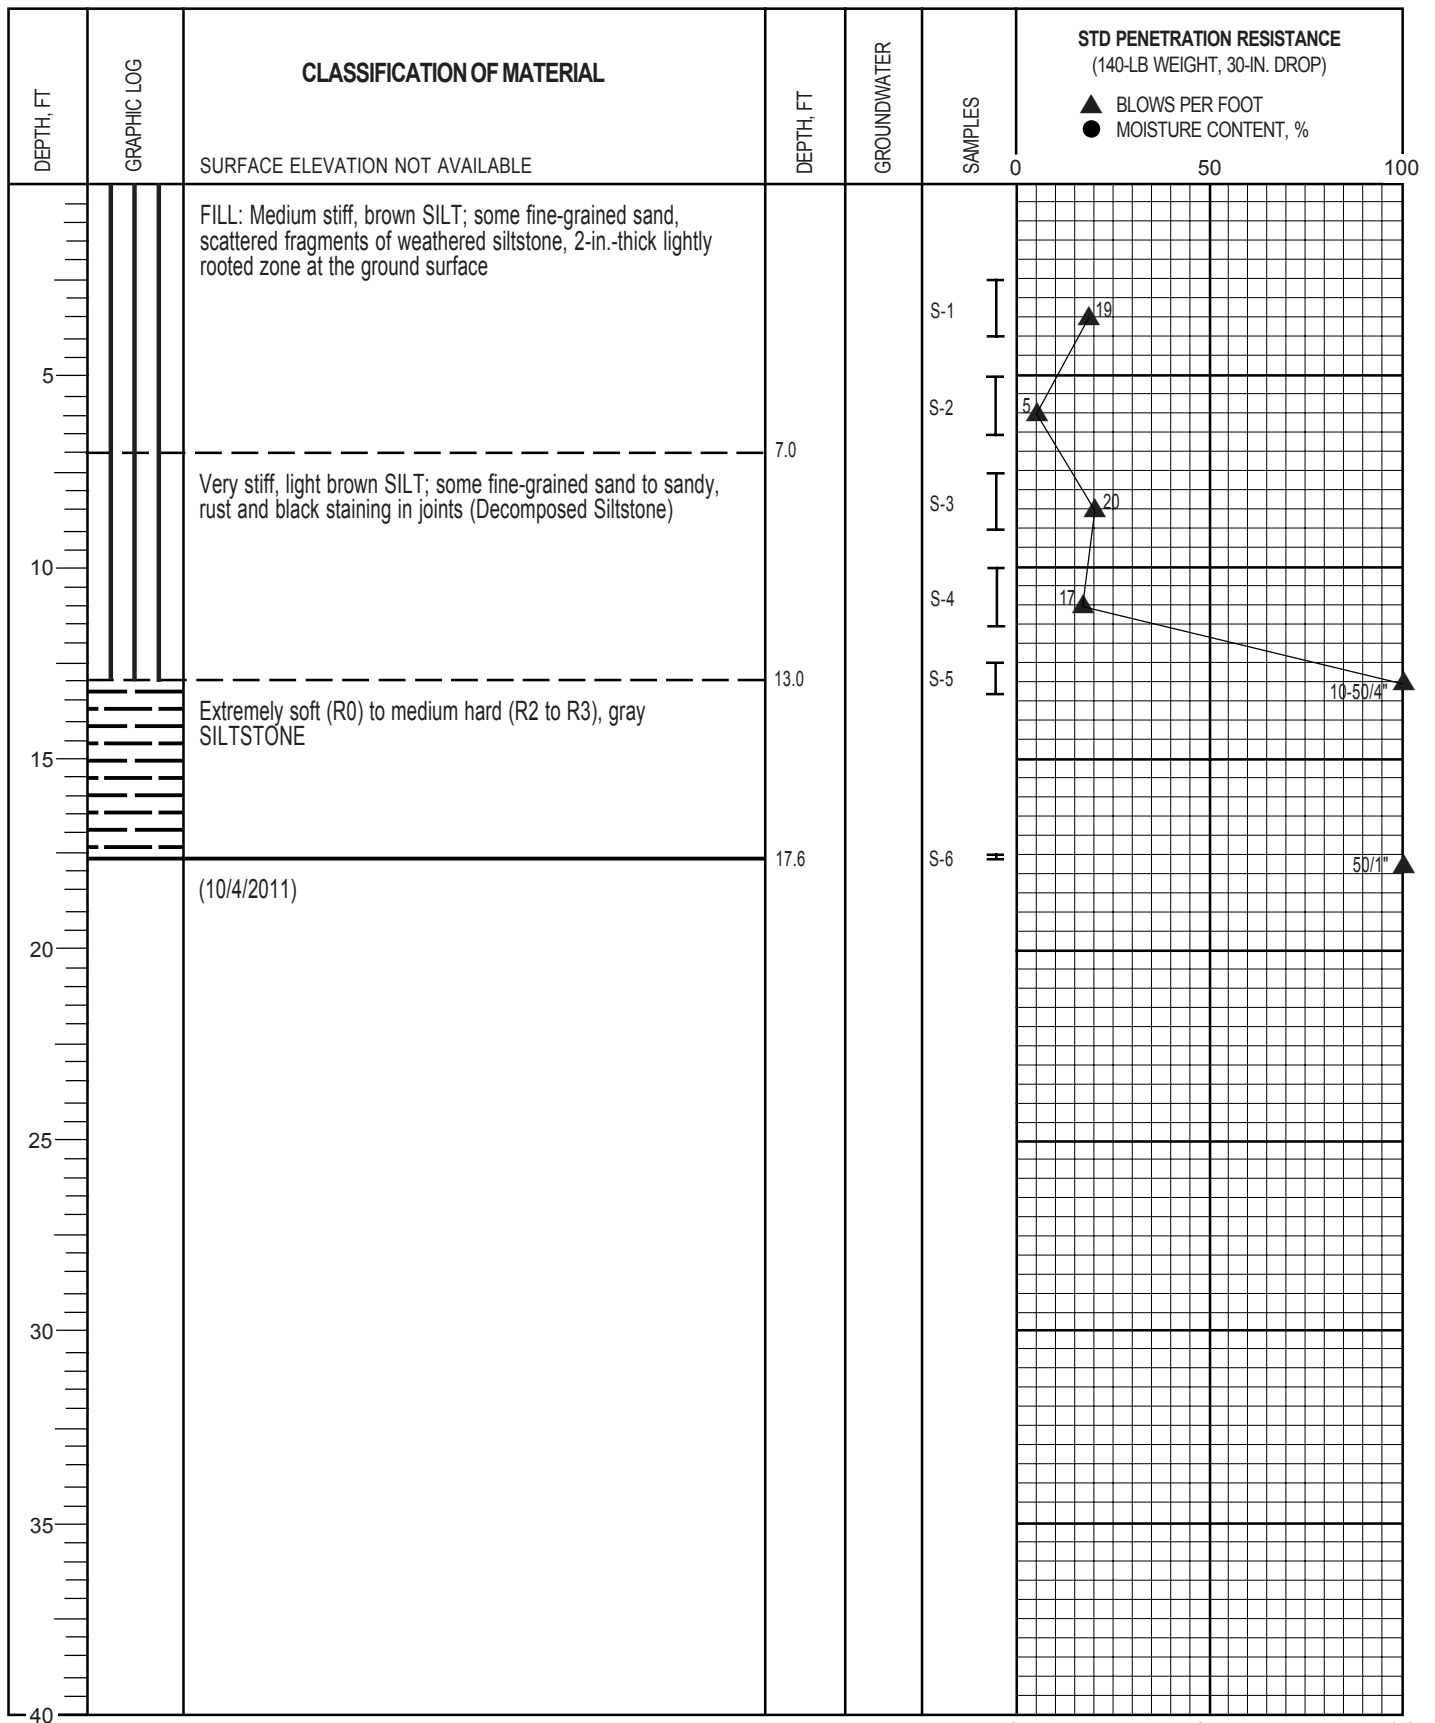 DEPTH, FT
GRAPHIC LOG
CLASSIFICATION OF MATERIAL
SURFACE ELEVATION NOT AVAILABLE
DEPTH, FT
GROUNDWATER
SAMPLES
STD PENETRATION RESISTANCE
(140-LB WEIGHT, 30-IN. DROP)
BLOWS PER FOOT
MOISTURE CONTENT, %
0 50 100
FILL: Medium stiff, brown SILT; some fine-grained sand,
scattered fragments of weathered siltstone, 2-in.-thick lightly
rooted zone at the ground surface
S-1 19
5
S-2 5
7.0
Very stiff, light brown SILT; some fine-grained sand to sandy,
rust and black staining in joints (Decomposed Siltstone)
S-3 20
10
S-4 17
13.0 S-5 10-50/4"
Extremely soft (R0) to medium hard (R2 to R3), gray
SILTSTONE
15
17.6 S-6 50/1"
(10/4/2011)
20
25
30
35
40